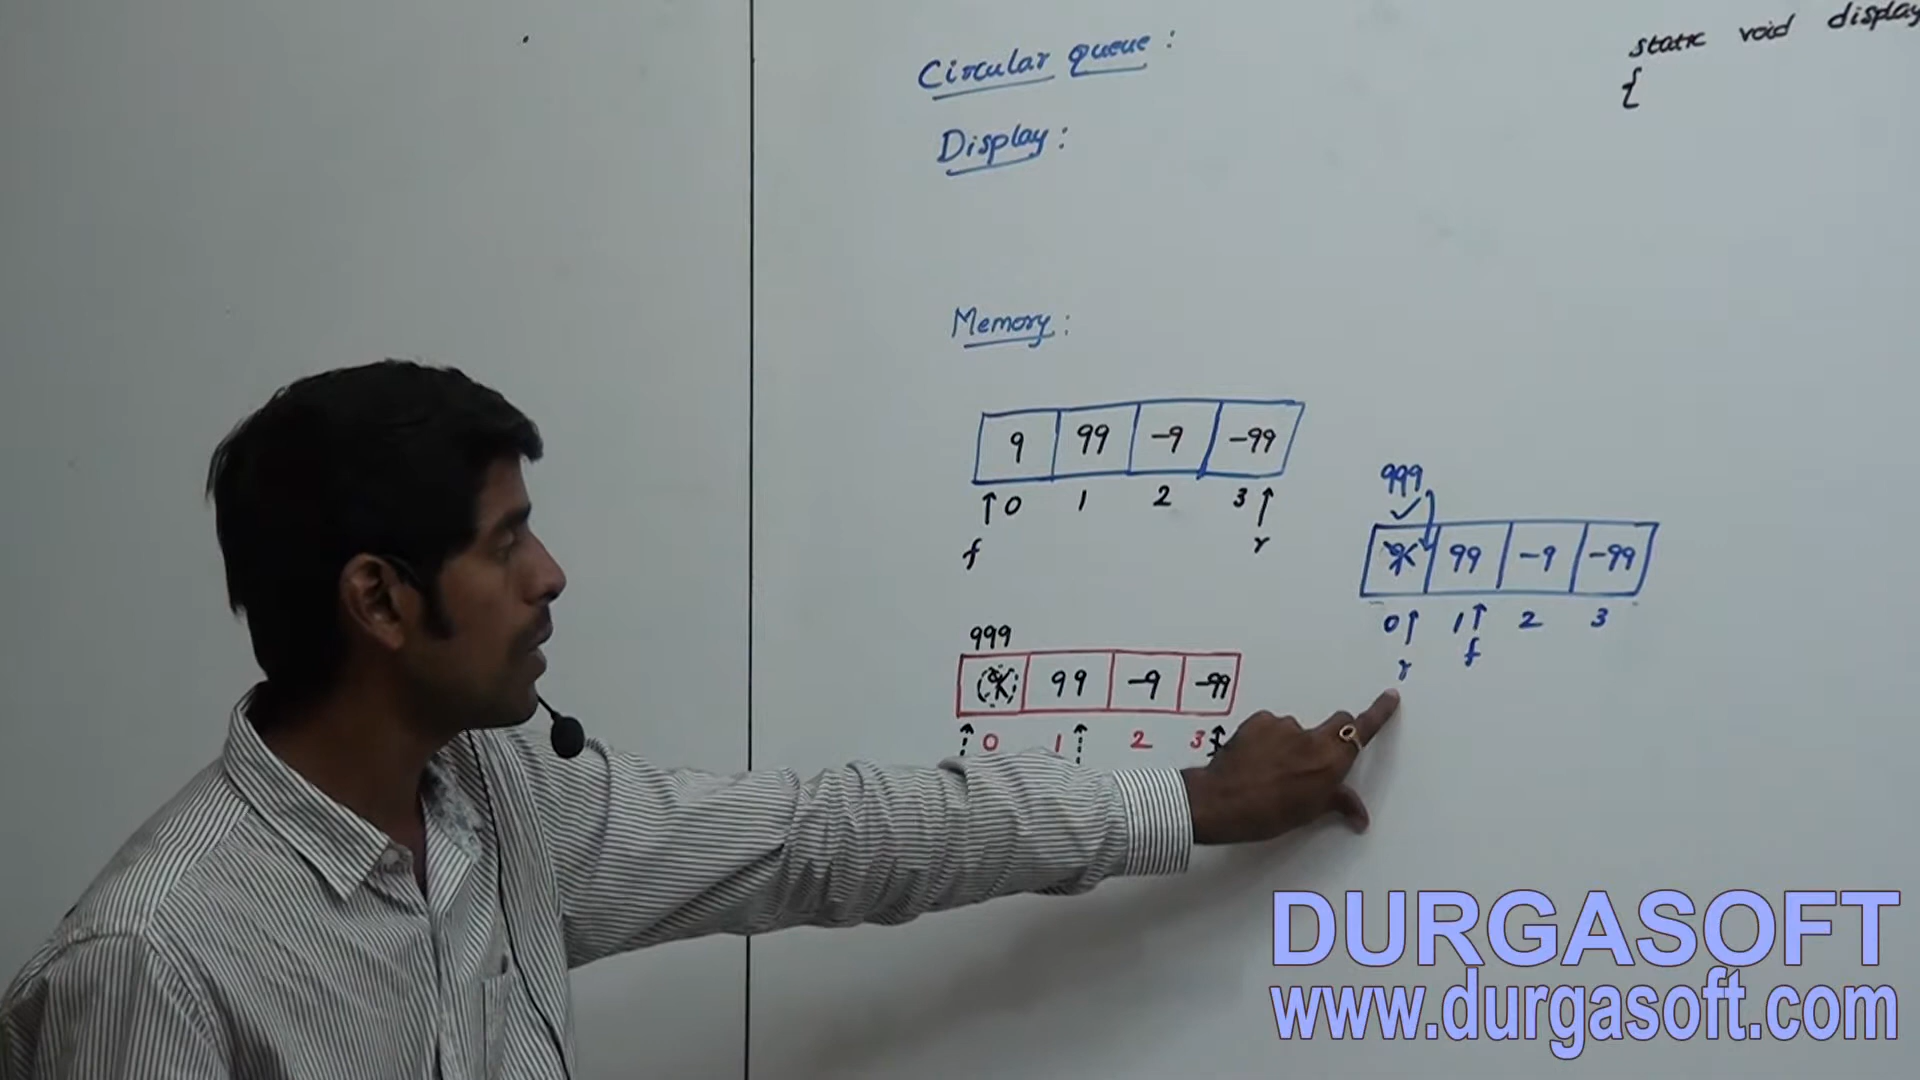 Circular queue :
Display :
Memory :
9 99 -9 -99
0 1 2 3
f r
999
99 -9 -99
0 1 2 3
999
99 -9 -99
0 1 2 3
r f
static void display
{
DURGASOFT
www.durgasoft.com